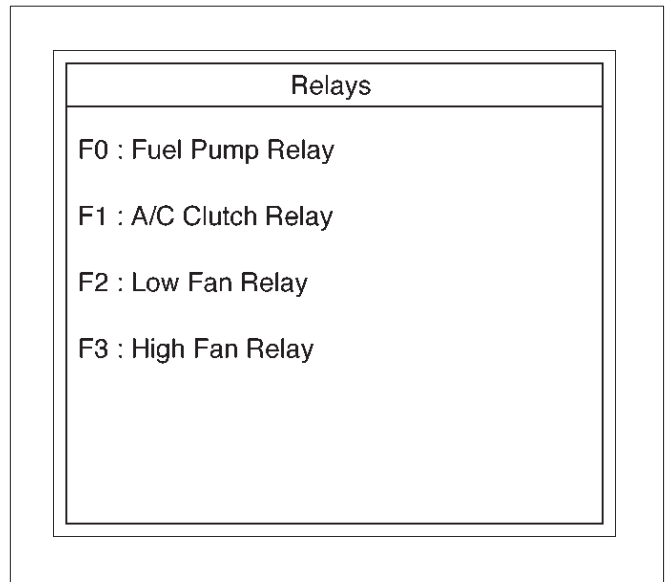 Relays
F0 : Fuel Pump Relay
F1 : A/C Clutch Relay
F2 : Low Fan Relay
F3 : High Fan Relay